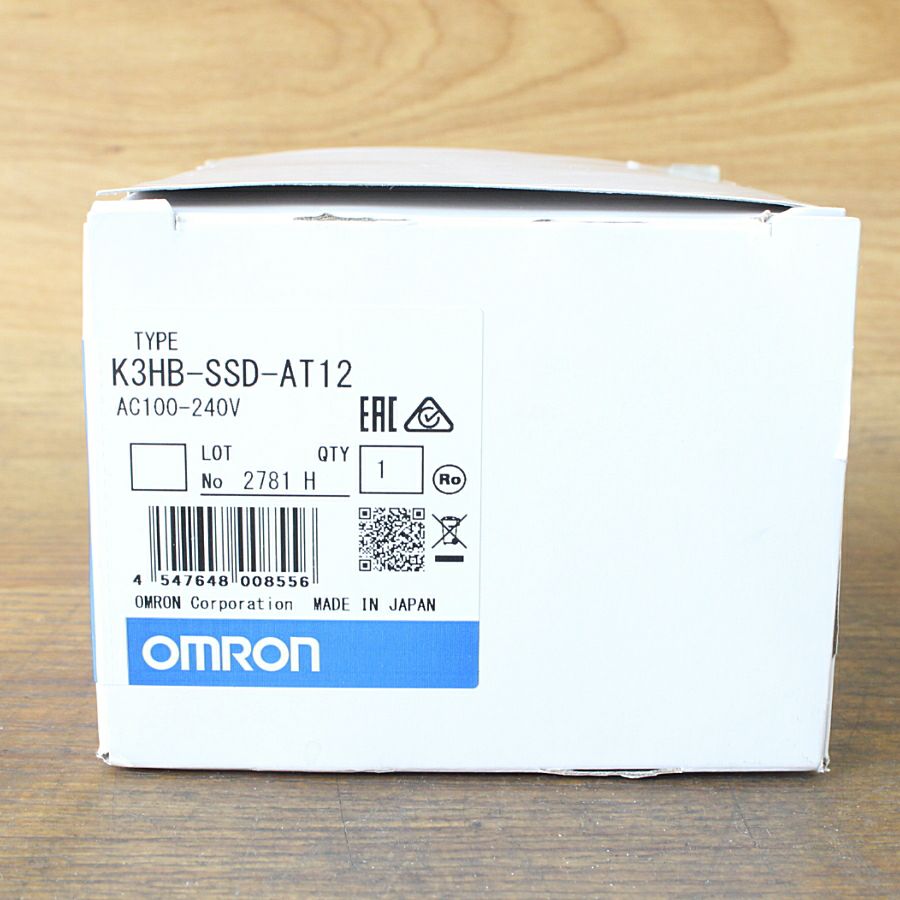 TYPE
K3HB-SSD-AT12
AC100-240V
EAC
LOT QTY
No 2781 H 1
Ro
4 547648 008556
OMRON Corporation MADE IN JAPAN
OMRON